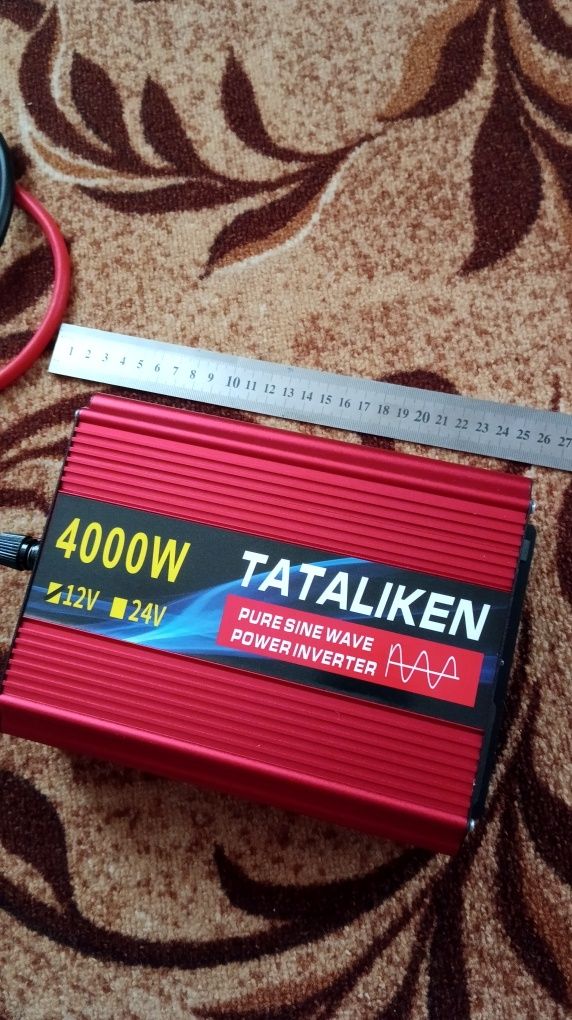 1 2 3 4 5 6 7 8 9 10 11 12 13 14 15 16 17 18 19 20 21 22 23 24 25 26 27
4000W
12V 24V
TATALIKEN
PURE SINE WAVE
POWER INVERTER